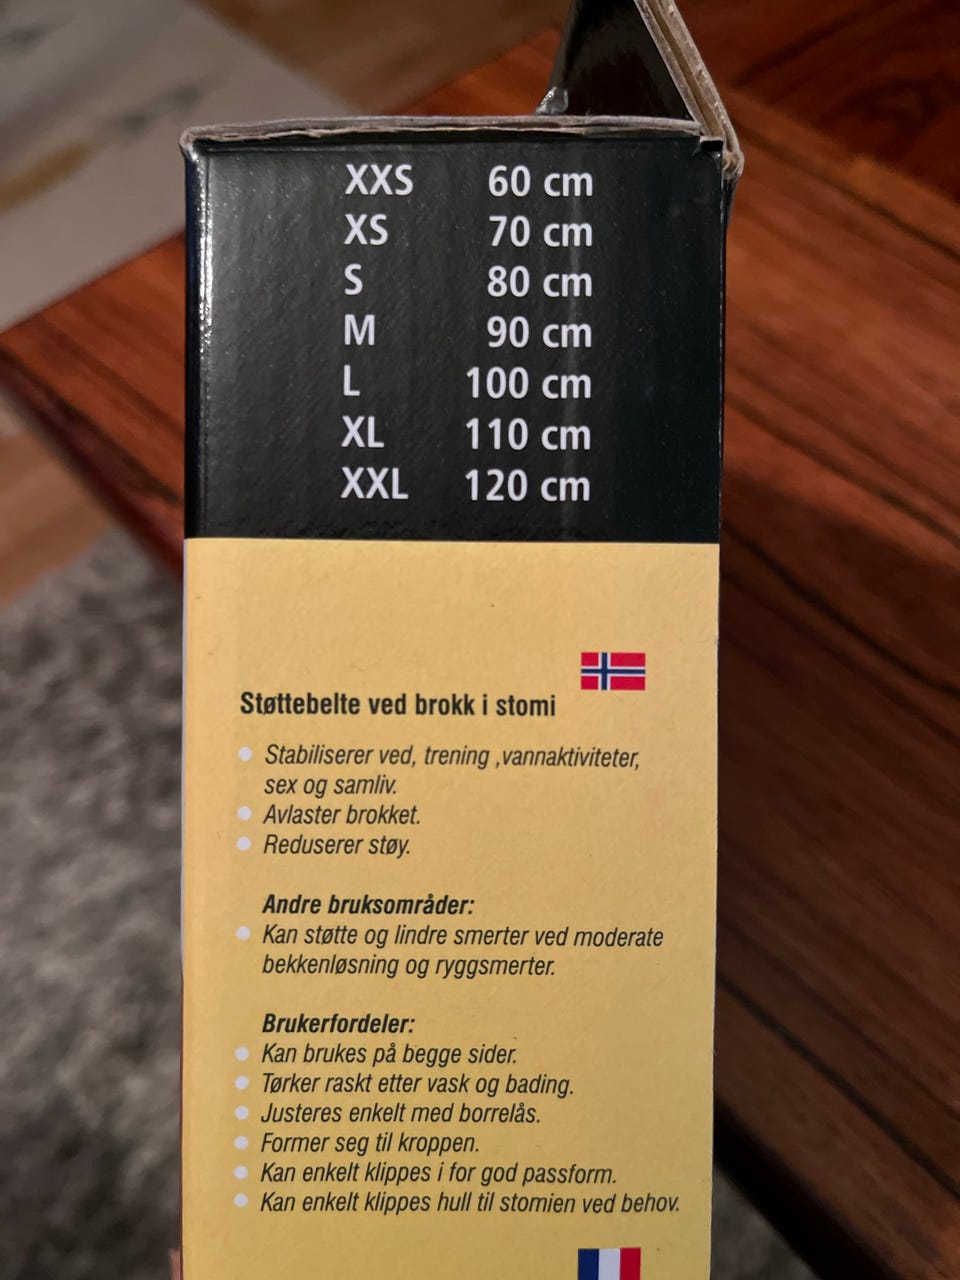 XXS 60 cm
XS 70 cm
S 80 cm
M 90 cm
L 100 cm
XL 110 cm
XXL 120 cm
Støttebelte ved brokk i stomi
Stabiliserer ved, trening ,vannaktiviteter,
sex og samliv.
Avlaster brokket.
Reduserer støy.
Andre bruksområder:
Kan støtte og lindre smerter ved moderate
bekkenløsning og ryggsmerter.
Brukerfordeler:
Kan brukes på begge sider.
Tørker raskt etter vask og bading.
Justeres enkelt med borrelås.
Former seg til kroppen.
Kan enkelt klippes i for god passform.
Kan enkelt klippes hull til stomien ved behov.